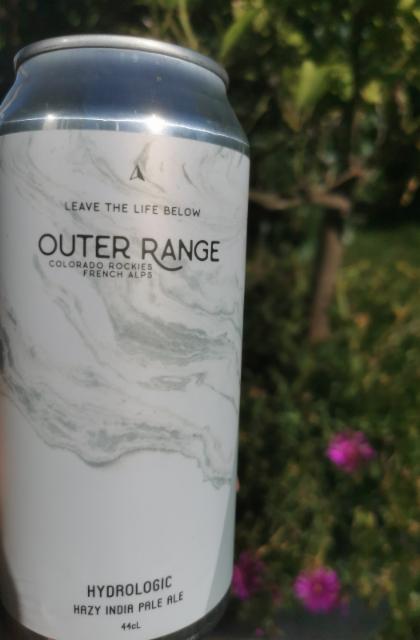 LEAVE THE LIFE BELOW
OUTER RANGE
COLORADO ROCKIES
FRENCH ALPS
HYDROLOGIC
HAZY INDIA PALE ALE
44cL